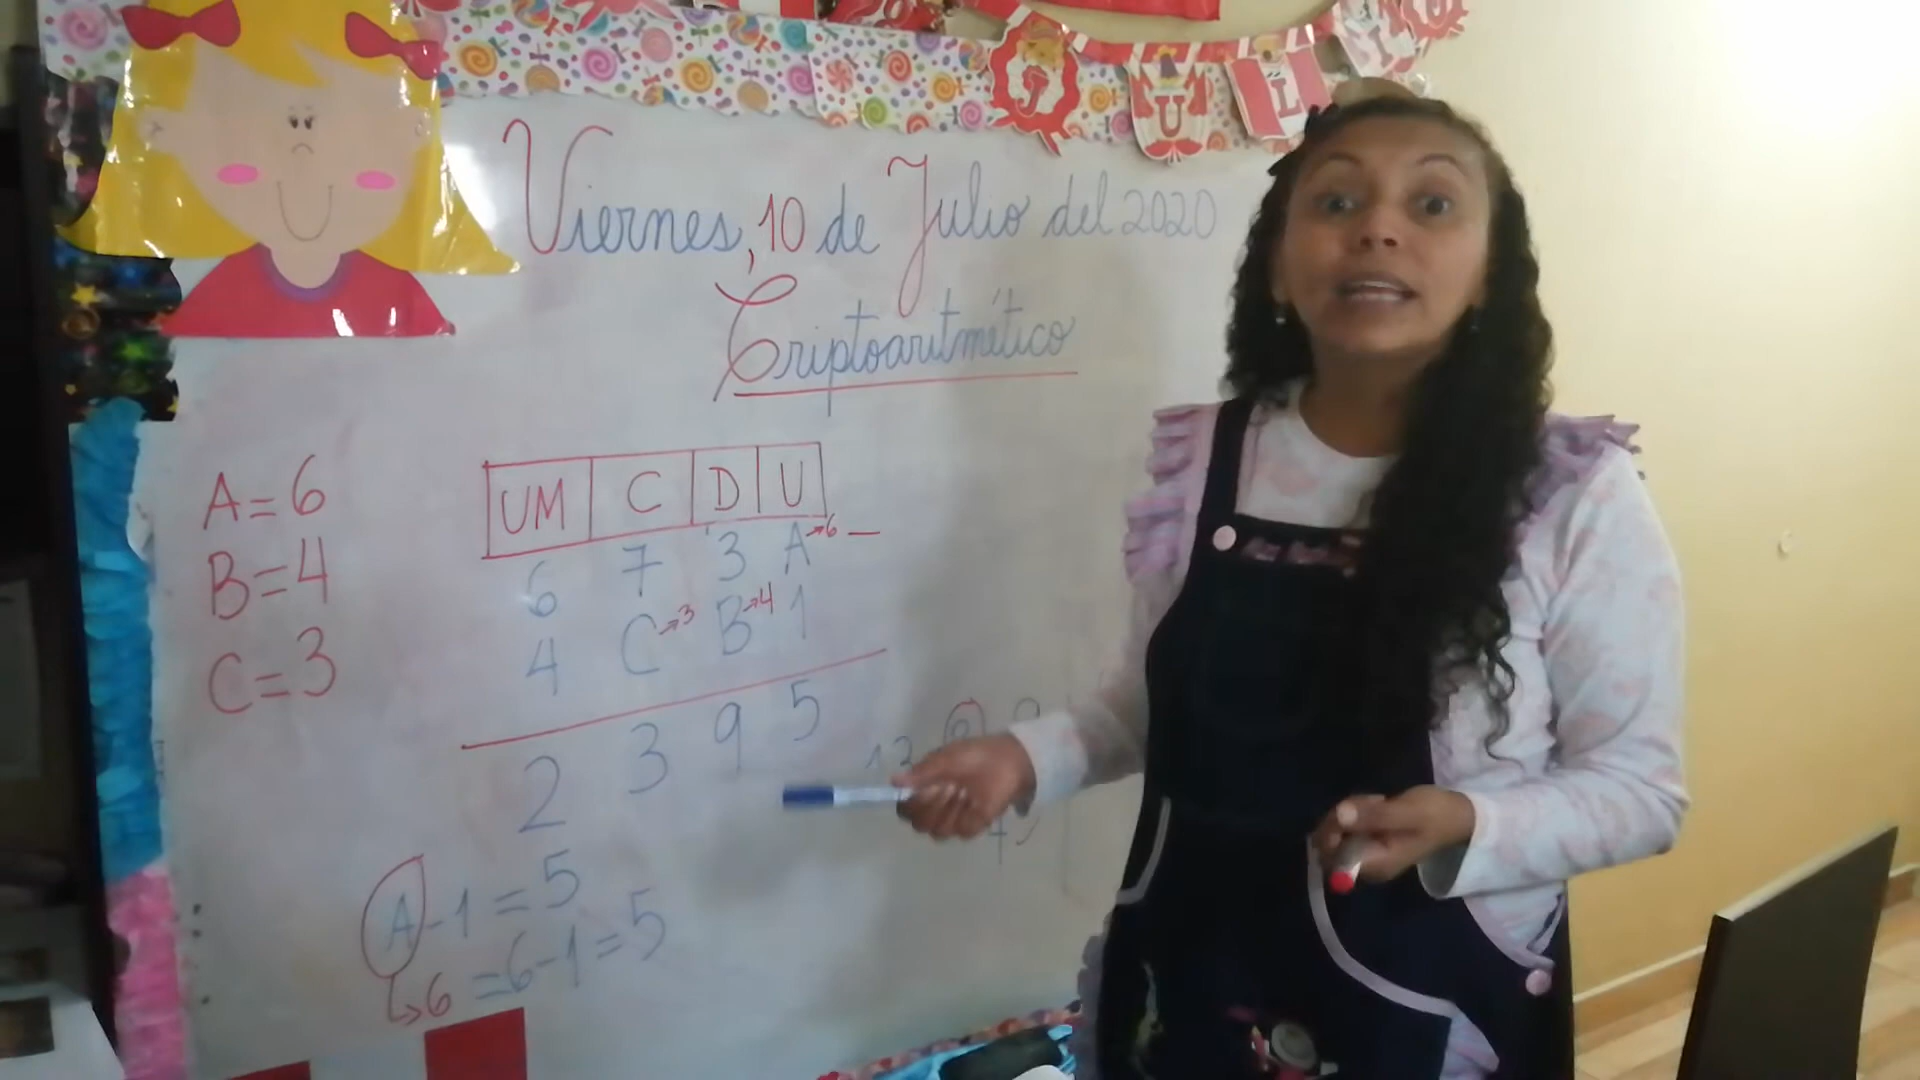 JULIO
Viernes, 10 de Julio del 2020
Criptoaritmético
A=6
B=4
C=3
UM C D U
6 7 3 A→6 –
4 C→3 B→4 1
2 3 9 5
A-1=5
↳6 =6-1=5